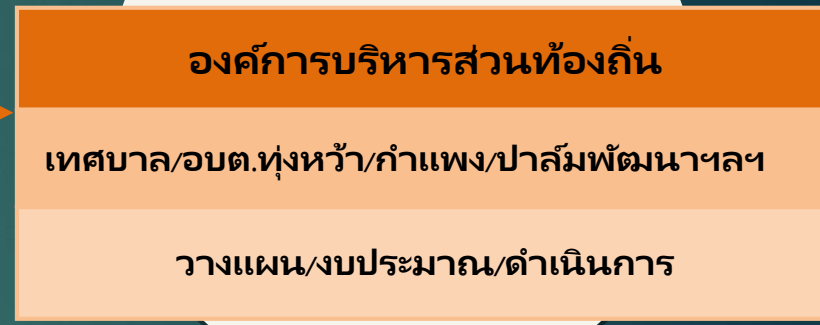 องค์การบริหารส่วนท้องถิ่น
เทศบาล/อบต.ทุ่งหว้า/กำแพง/ปาล์มพัฒนาฯลฯ
วางแผน/งบประมาณ/ดำเนินการ